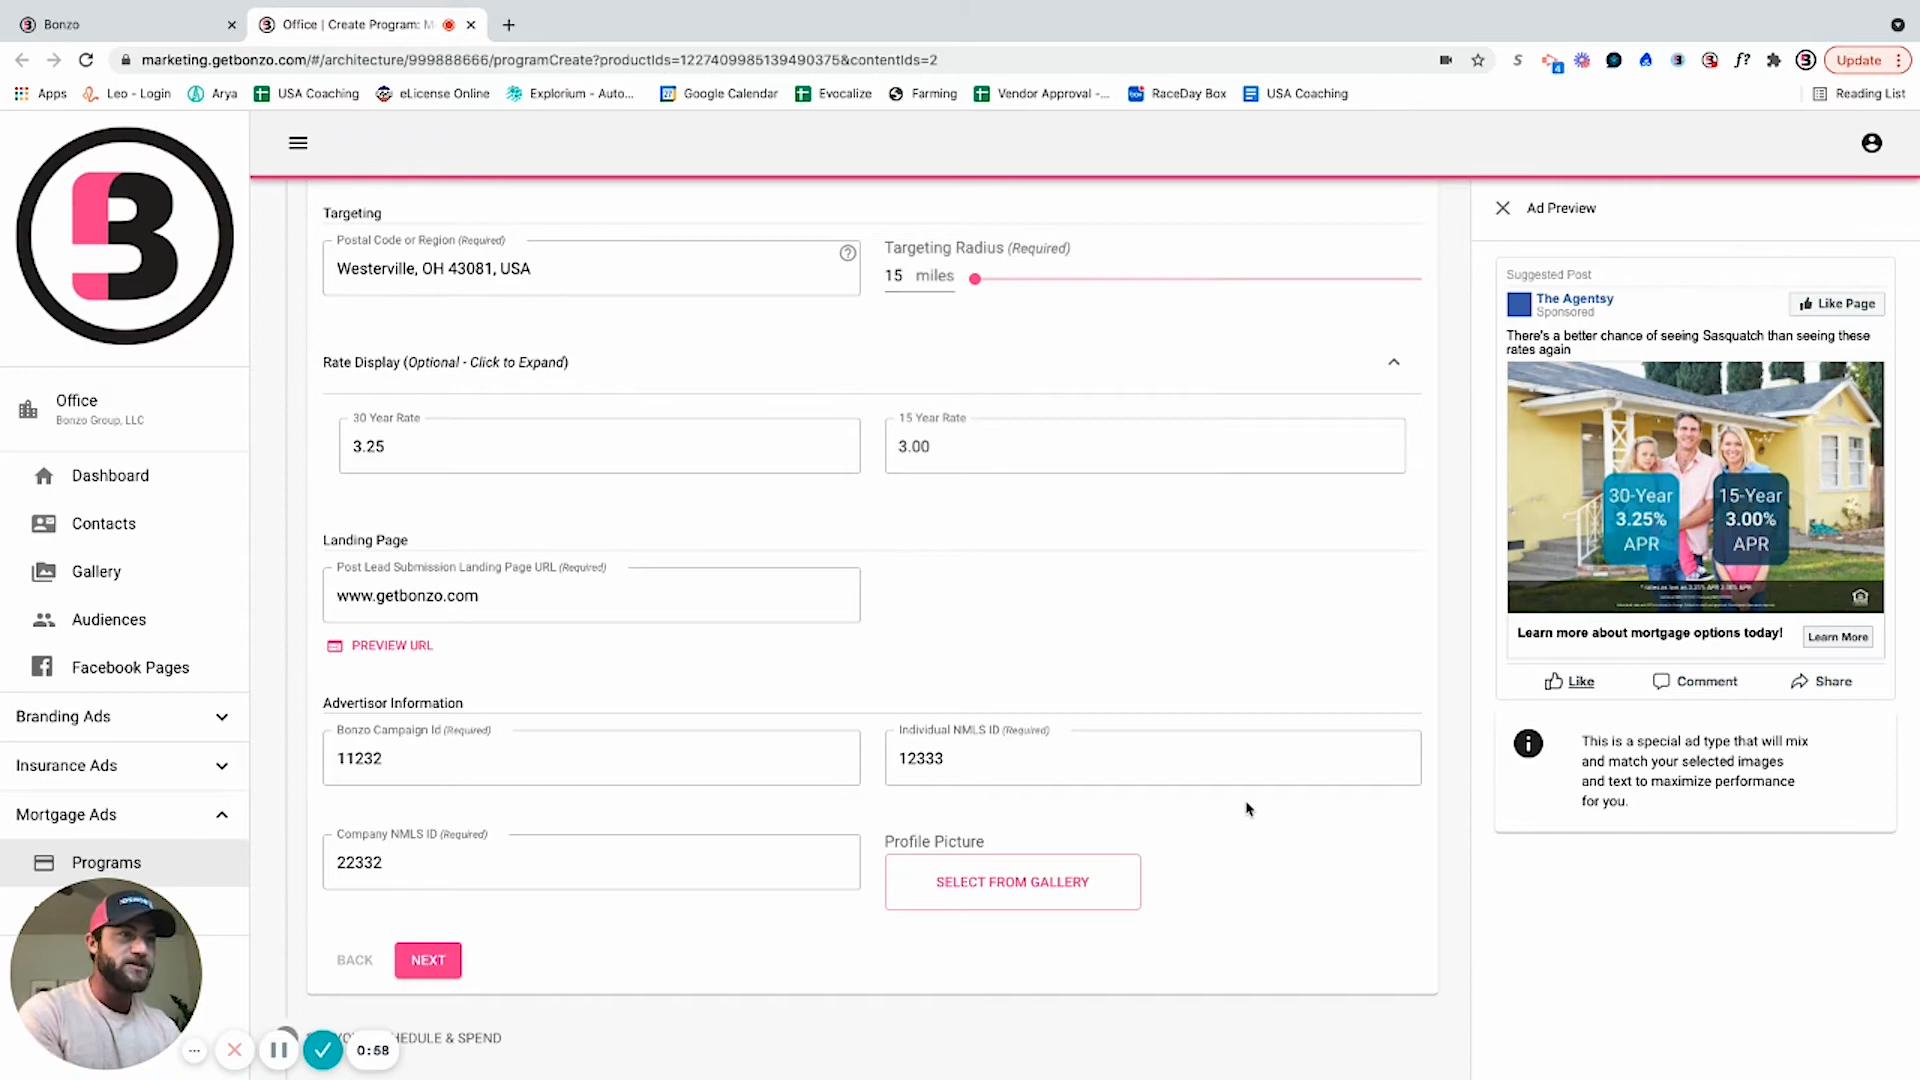 Bonzo
Office | Create Program: M
marketing.getbonzo.com/#/architecture/999888666/programCreate?productIds=1227409985139490375&contentIds=2
Update
Apps
Leo - Login
Arya
USA Coaching
eLicense Online
Explorium - Auto...
Google Calendar
Evocalize
Farming
Vendor Approval -...
RaceDay Box
USA Coaching
Reading List
Office
Bonzo Group, LLC
Dashboard
Contacts
Gallery
Audiences
Facebook Pages
Branding Ads
Insurance Ads
Mortgage Ads
Programs
Targeting
Postal Code or Region (Required)
Westerville, OH 43081, USA
Targeting Radius (Required)
15 miles
Rate Display (Optional - Click to Expand)
30 Year Rate
3.25
15 Year Rate
3.00
Landing Page
Post Lead Submission Landing Page URL (Required)
www.getbonzo.com
PREVIEW URL
Advertisor Information
Bonzo Campaign Id (Required)
11232
Individual NMLS ID (Required)
12333
Company NMLS ID (Required)
22332
Profile Picture
SELECT FROM GALLERY
BACK
NEXT
HEDULE & SPEND
0:58
Ad Preview
Suggested Post
The Agentsy
Sponsored
Like Page
There's a better chance of seeing Sasquatch than seeing these
rates again
30-Year
3.25%
APR
15-Year
3.00%
APR
Learn more about mortgage options today!
Learn More
Like
Comment
Share
This is a special ad type that will mix
and match your selected images
and text to maximize performance
for you.